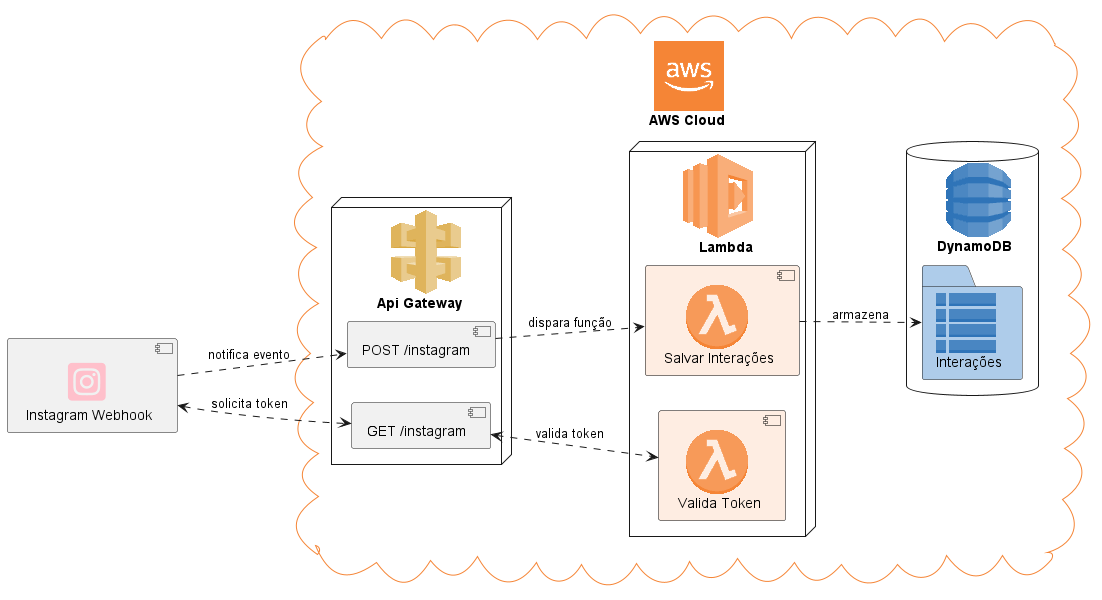 aws
AWS Cloud
Lambda
DynamoDB
Api Gateway
notifica evento
POST /instagram
dispara função
Salvar Interações
armazena
Interações
Instagram Webhook
solicita token
GET /instagram
valida token
Valida Token